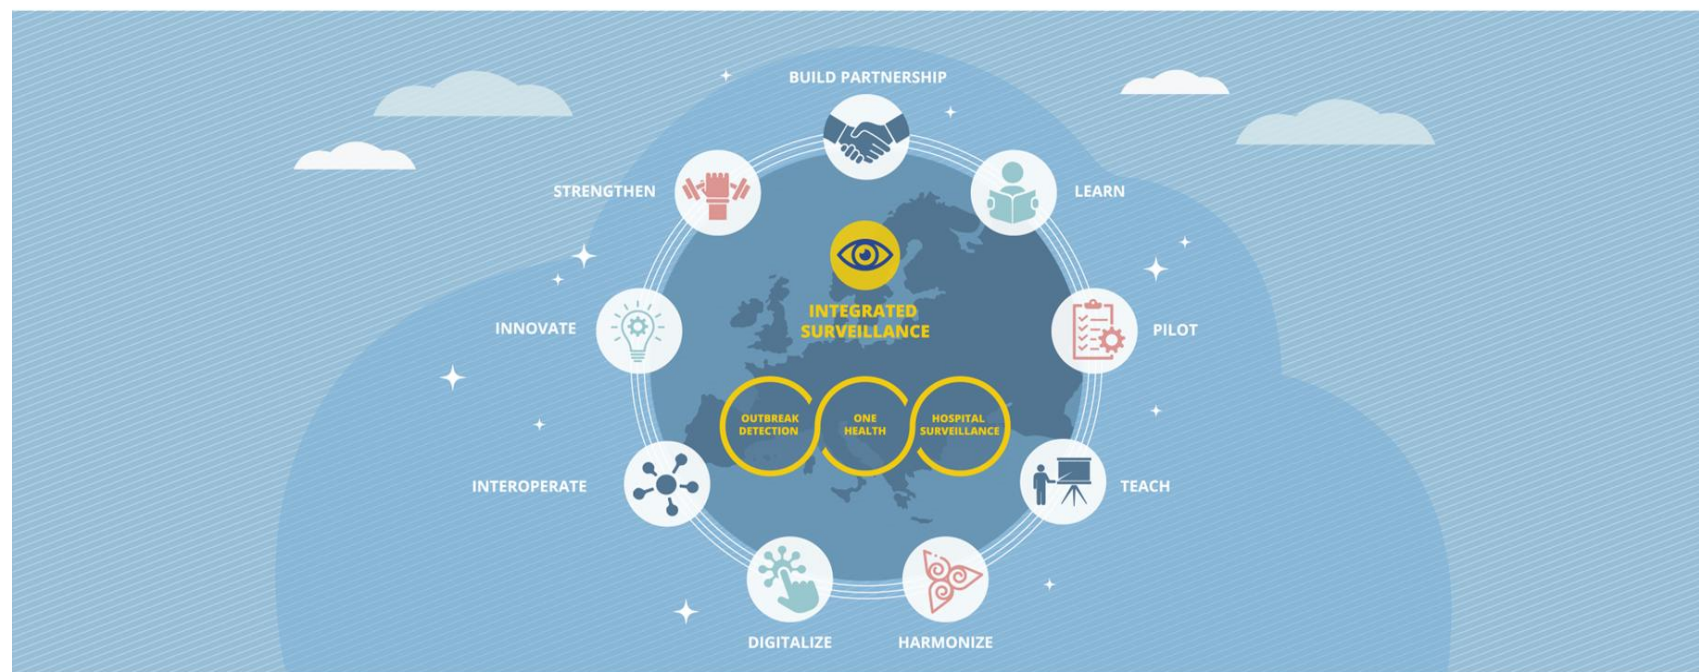 BUILD PARTNERSHIP
STRENGTHEN
LEARN
INTEGRATED
SURVEILLANCE
INNOVATE
PILOT
OUTBREAK
DETECTION
ONE
HEALTH
HOSPITAL
SURVEILLANCE
INTEROPERATE
TEACH
DIGITALIZE
HARMONIZE